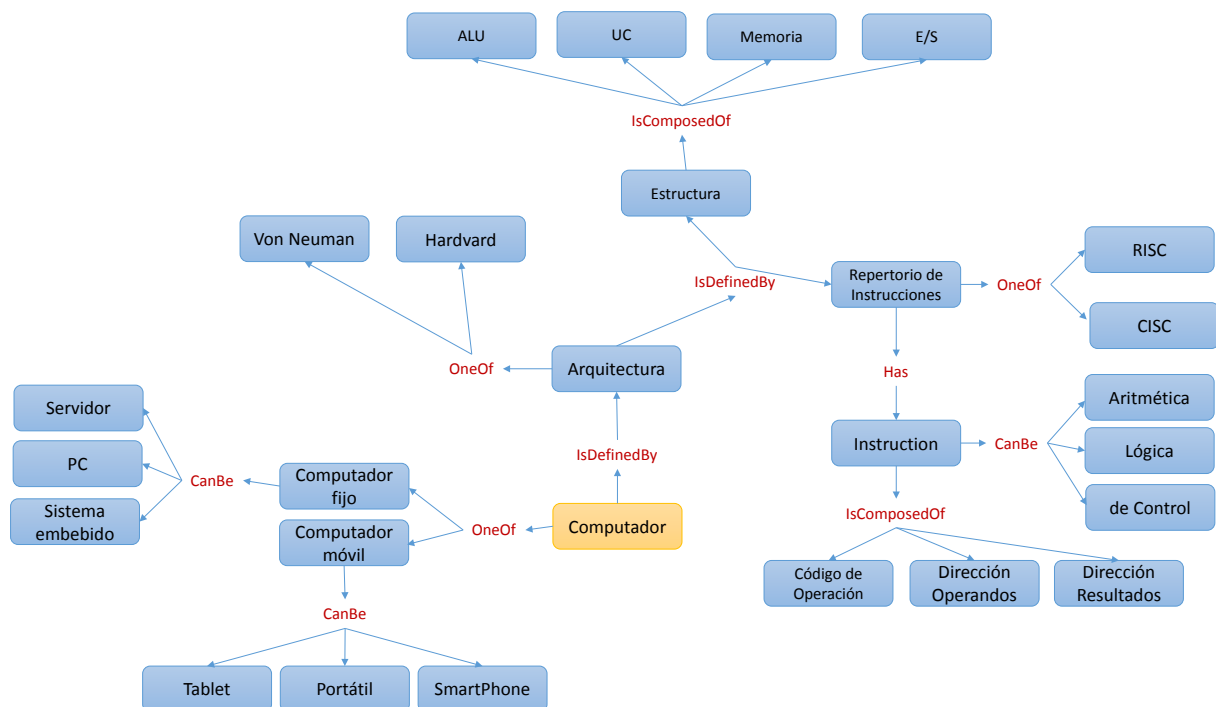 ALU
UC
Memoria
E/S
IsComposedOf
Estructura
Von Neuman
Hardvard
IsDefinedBy
Repertorio de
Instrucciones
OneOf
RISC
CISC
OneOf
Arquitectura
Has
Servidor
PC
Sistema
embebido
CanBe
Computador
fijo
Computador
móvil
OneOf
IsDefinedBy
Computador
Instruction
CanBe
Aritmética
Lógica
de Control
IsComposedOf
Código de
Operación
Dirección
Operandos
Dirección
Resultados
CanBe
Tablet
Portátil
SmartPhone